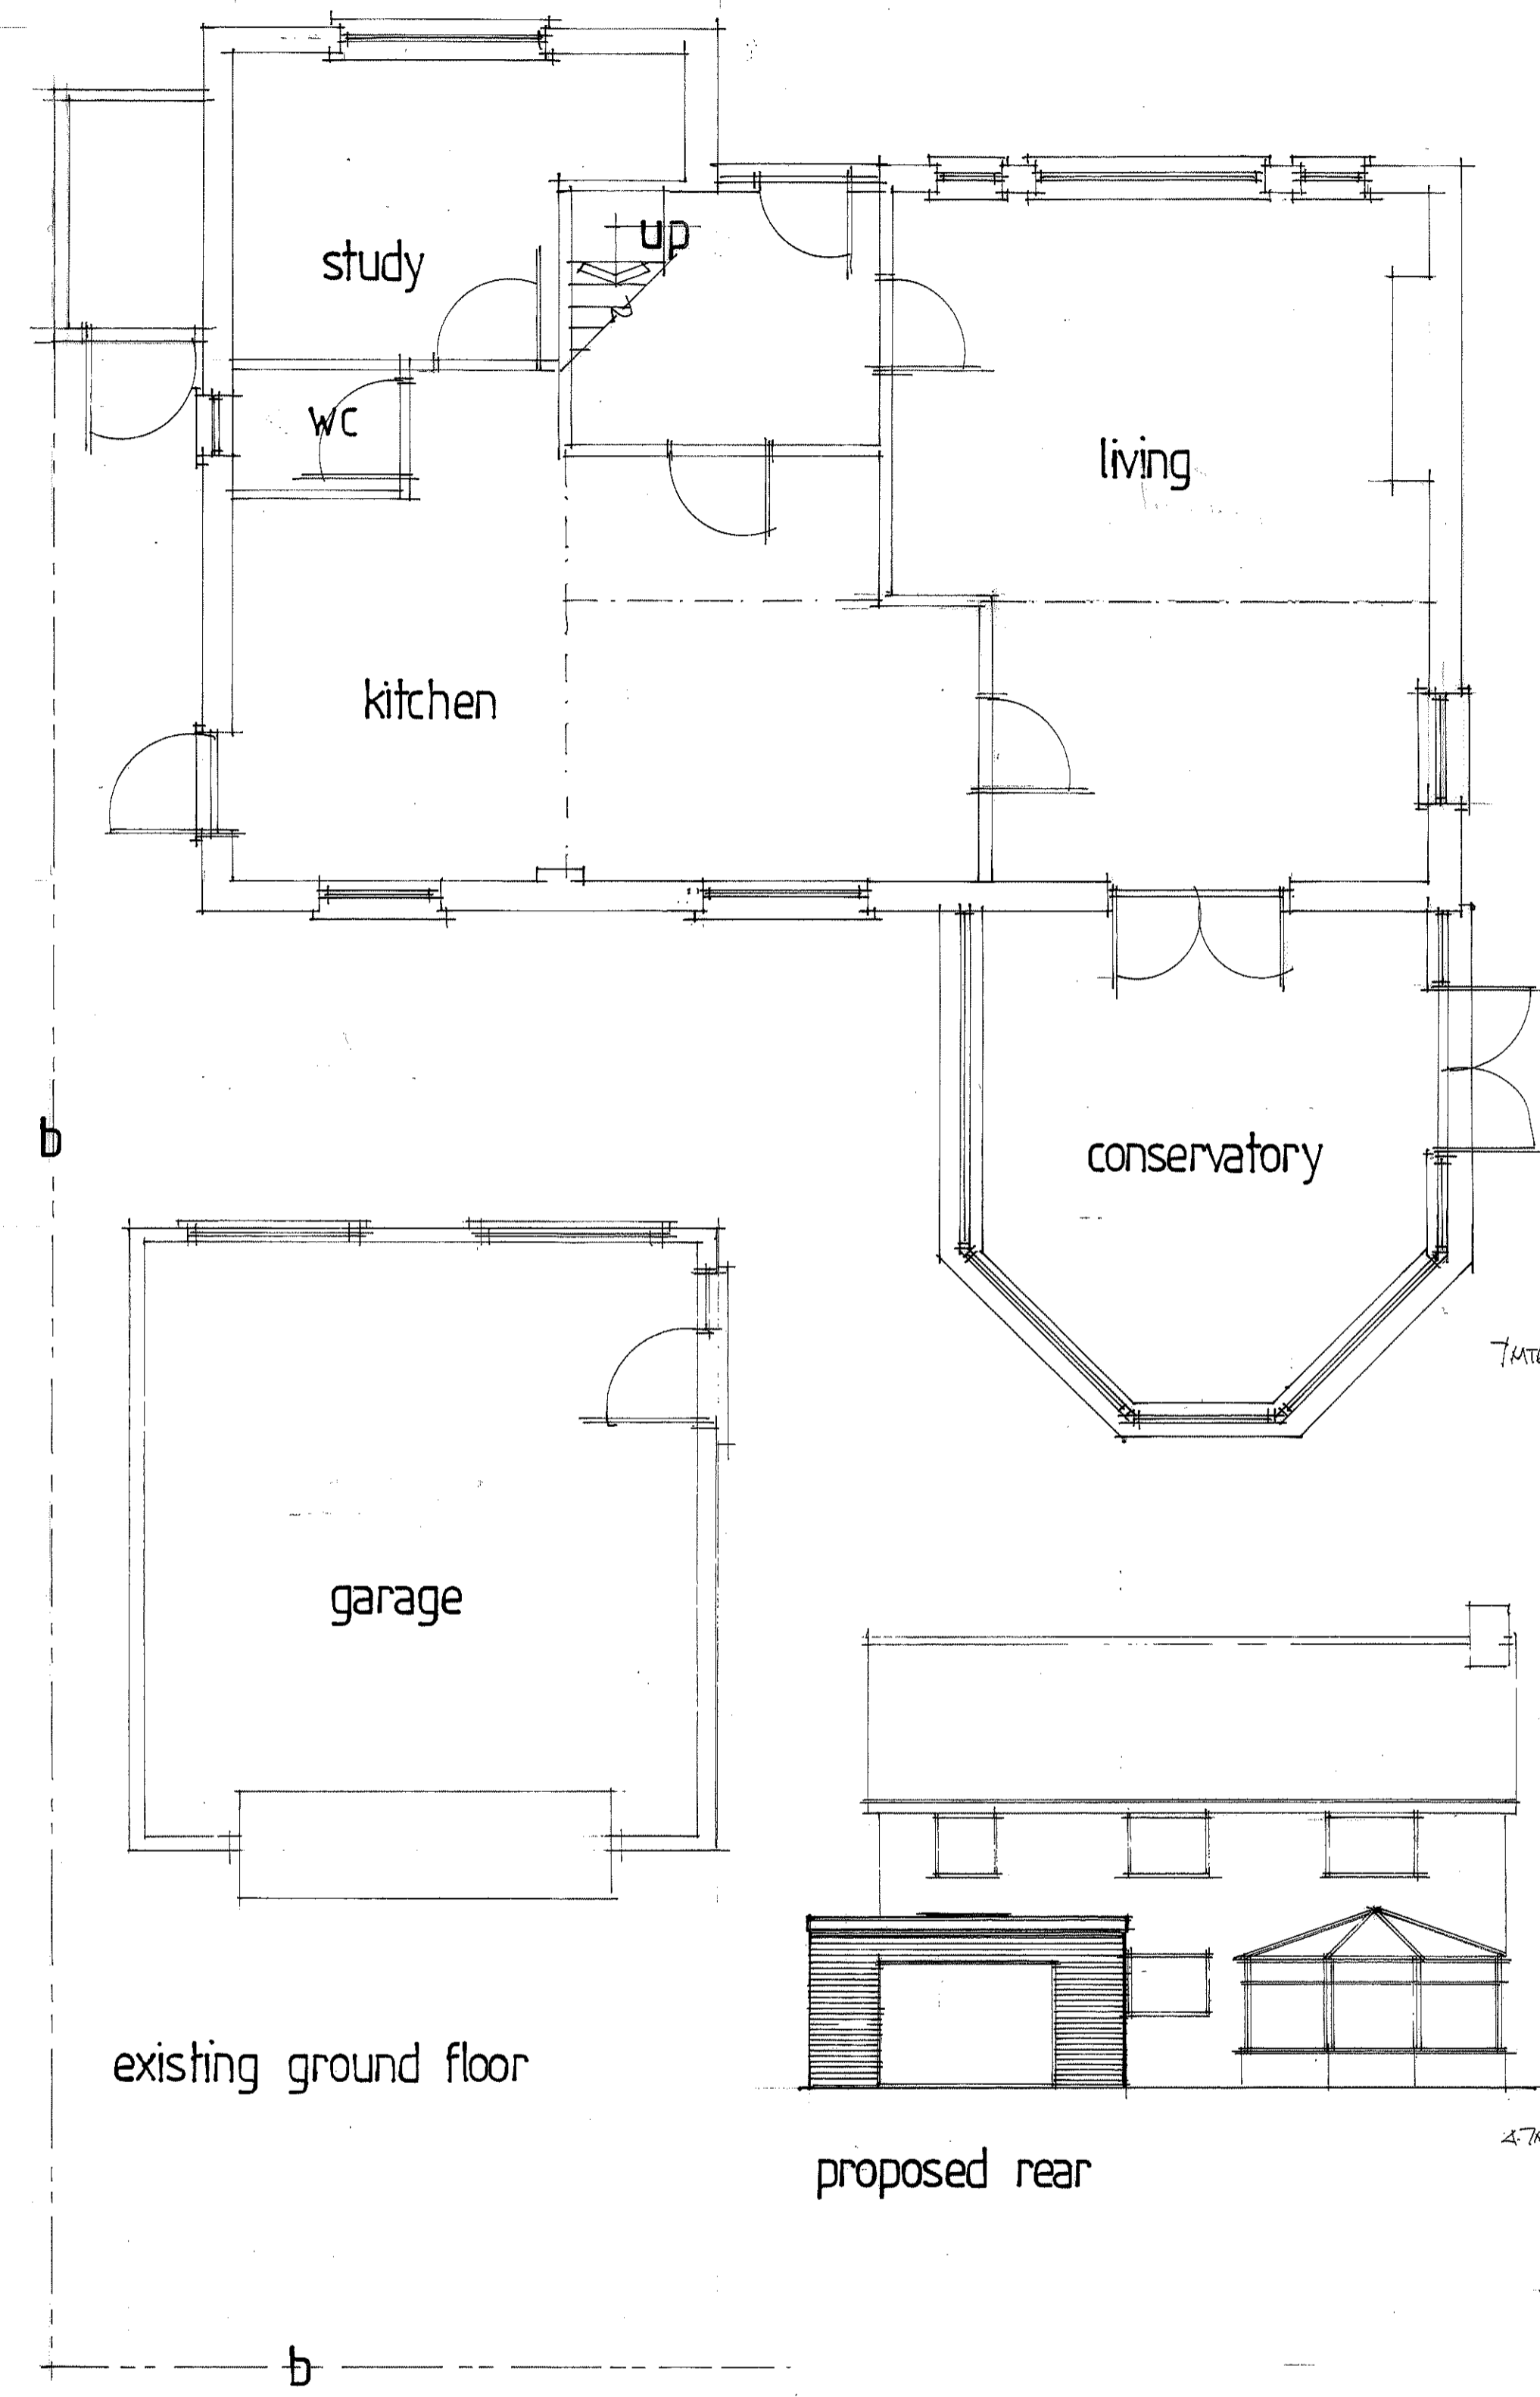 up
study
wc
living
kitchen
b
conservatory
garage
existing ground floor
proposed rear
b